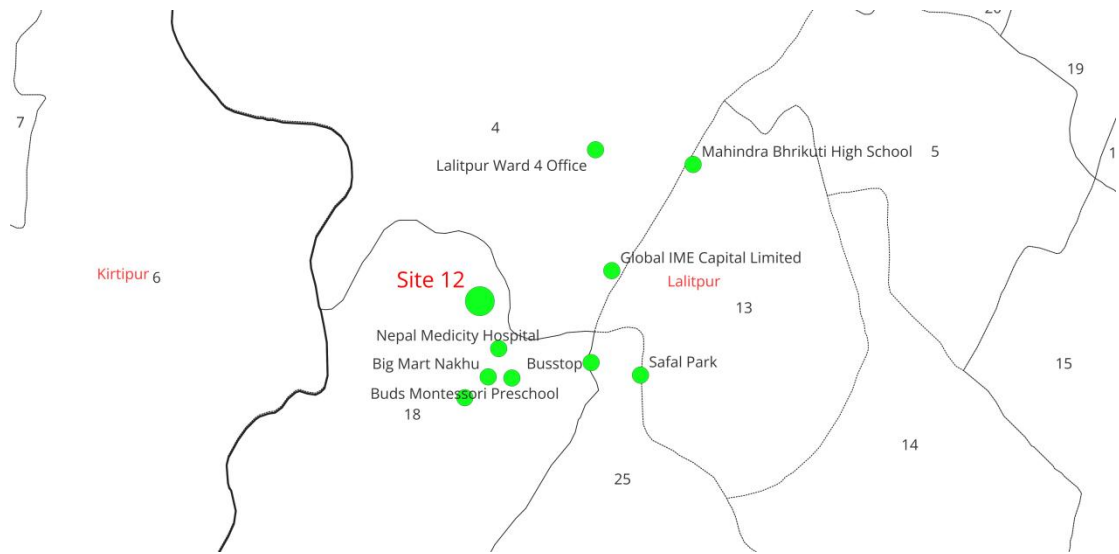 20
19
7
4
1
Mahindra Bhrikuti High School
5
Lalitpur Ward 4 Office
Global IME Capital Limited
Kirtipur
6
Site 12
Lalitpur
13
Nepal Medicity Hospital
Big Mart Nakhu
Busstop
Safal Park
15
Buds Montessori Preschool
18
14
25